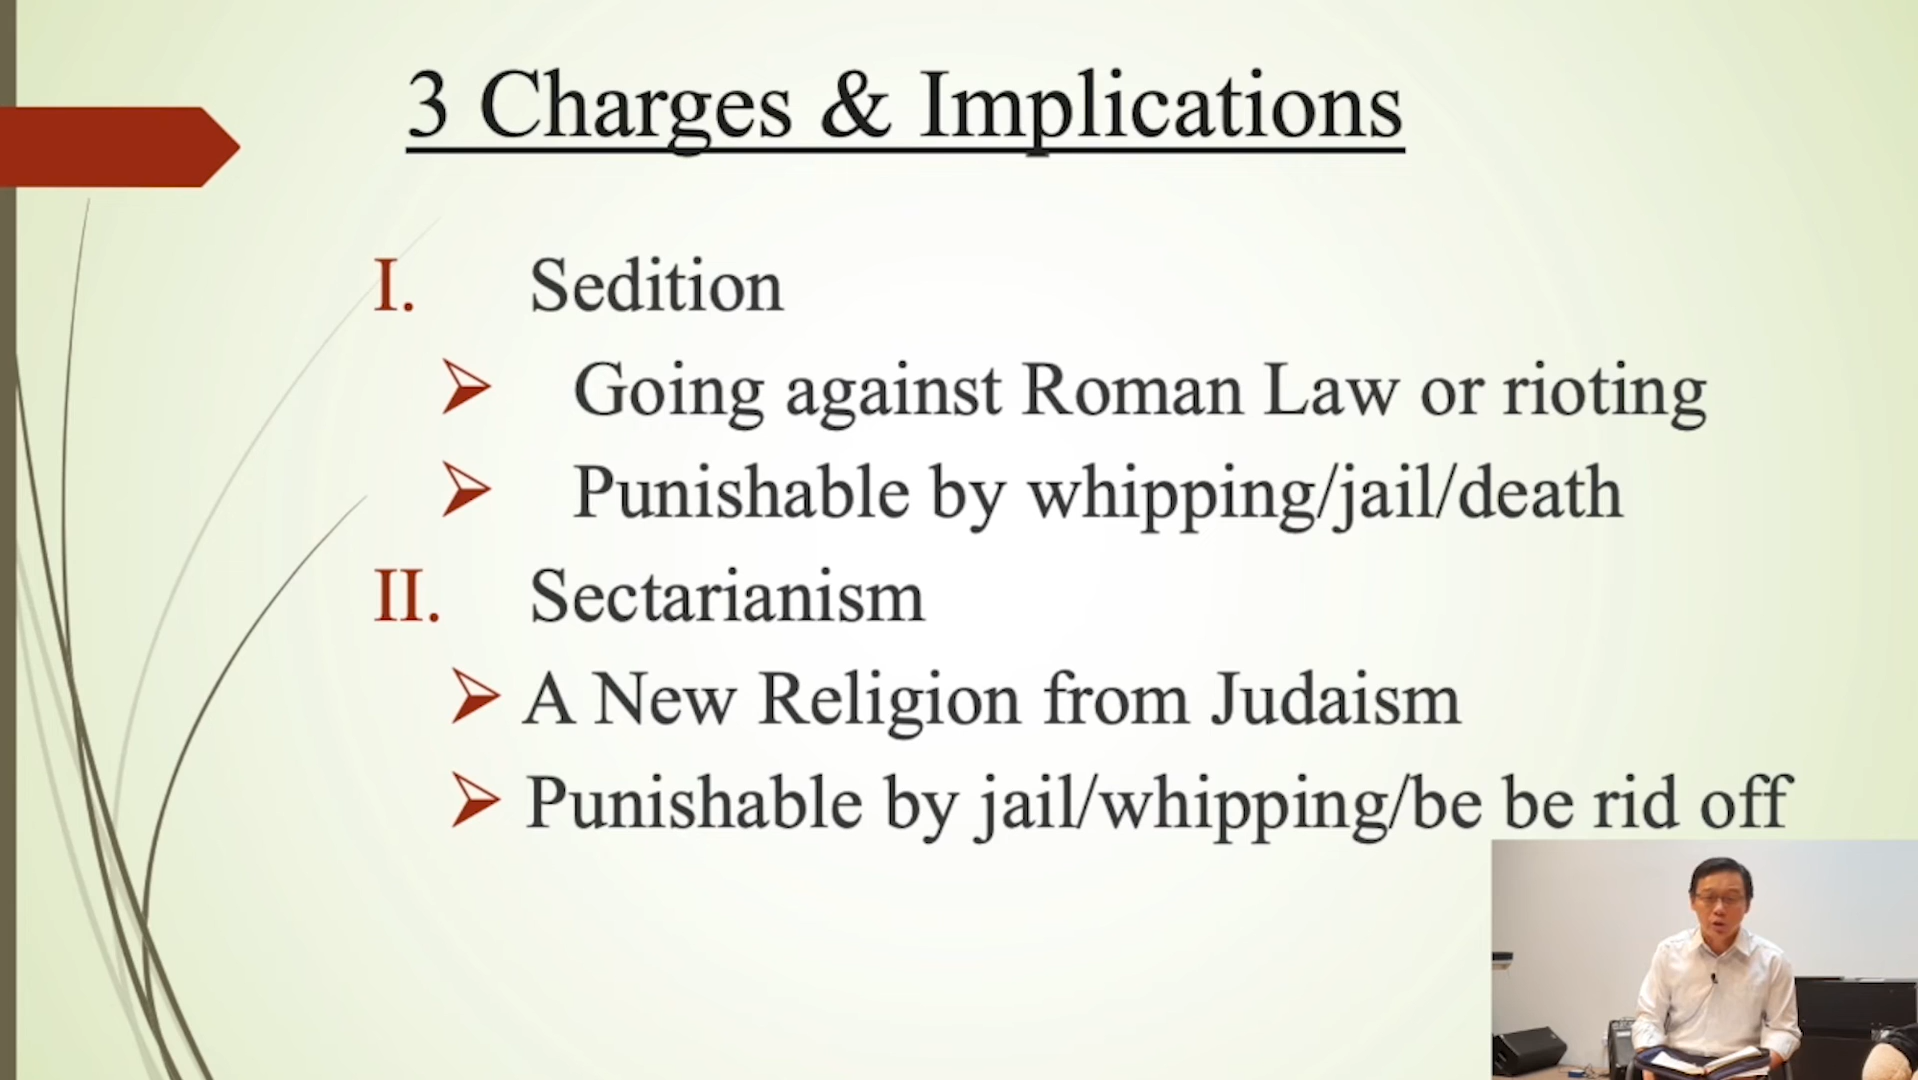 3 Charges & Implications
I. Sedition
Going against Roman Law or rioting
Punishable by whipping/jail/death
II. Sectarianism
A New Religion from Judaism
Punishable by jail/whipping/be be rid off